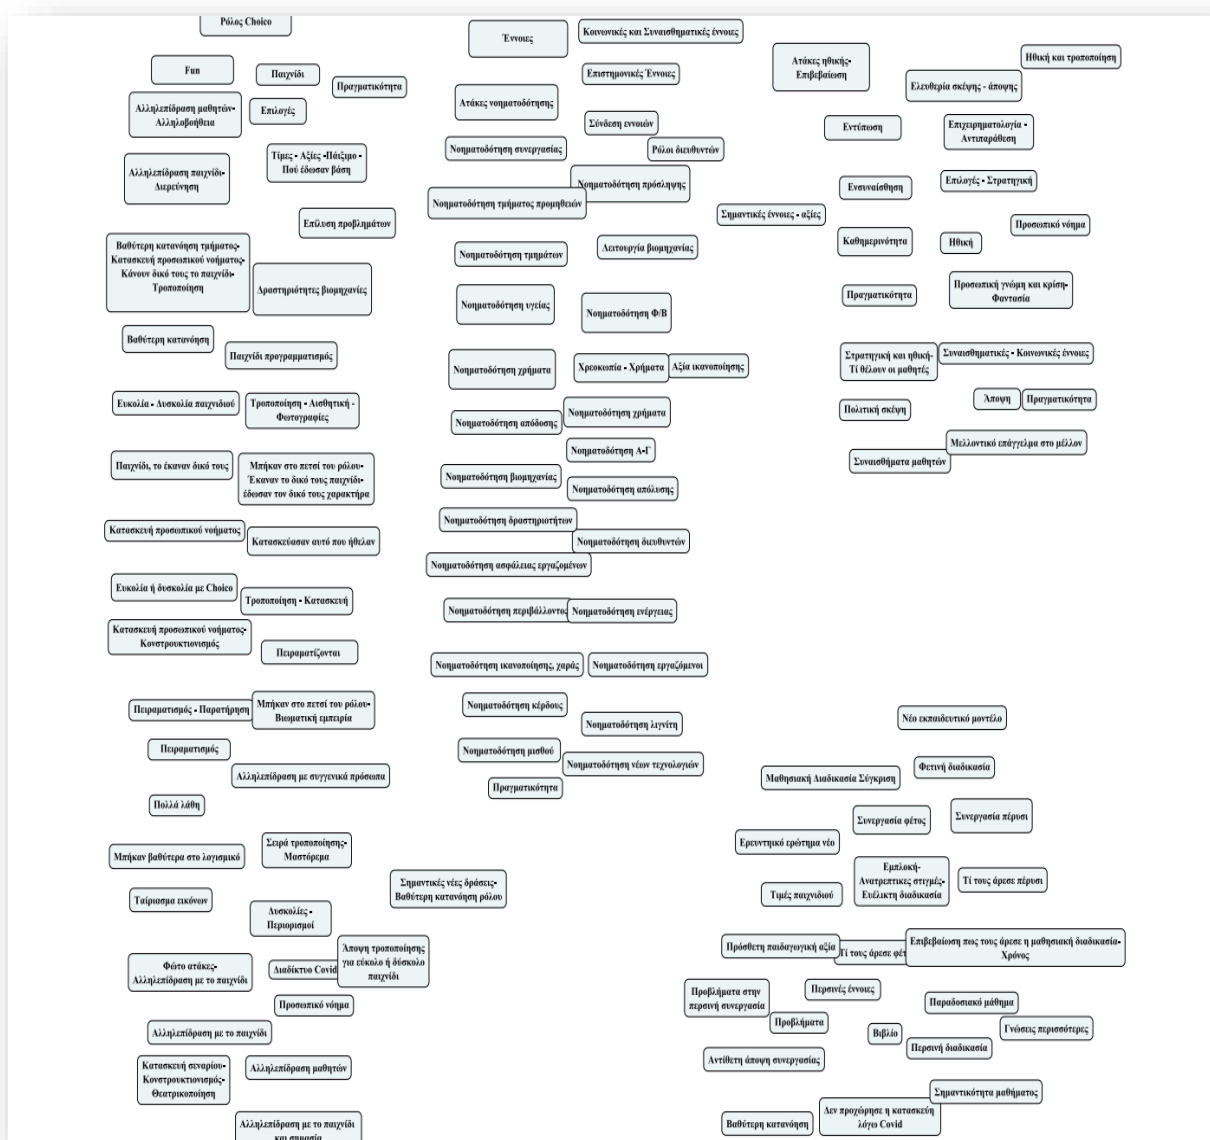 Ρόλος Choico
Fun
Παιχνίδι
Πραγματικότητα
Αλληλεπίδραση μαθητών-
Αλληλοβοήθεια
Επιλογές
Τίμες - Αξίες -Πάιξιμο -
Πού έδωσαν βάση
Αλληλεπίδραση παιχνίδι-
Διερεύνηση
Επίλυση προβλημάτων
Βαθύτερη κατανόηση τμήματος-
Κατασκευή προσωπικού νοήματος-
Κάνουν δικό τους το παιχνίδι-
Τροποποίηση
Δραστηριότητες βιομηχανίες
Βαθύτερη κατανόηση
Παιχνίδι προγραμματισμός
Ευκολία - Δυσκολία παιχνιδιού
Τροποποίηση - Αισθητική -
Φωτογραφίες
Παιχνίδι, το έκαναν δικό τους
Μπήκαν στο πετσί του ρόλου-
Έκαναν το δικό τους παιχνίδι-
έδωσαν τον δικό τους χαρακτήρα
Κατασκευή προσωπικού νοήματος
Κατασκεύασαν αυτό που ήθελαν
Ευκολία ή δυσκολία με Choico
Τροποποίηση - Κατασκευή
Κατασκευή προσωπικού νοήματος-
Κονστρουκτιονισμός
Πειραματίζονται
Πειραματισμός - Παρατήρηση
Μπήκαν στο πετσί του ρόλου-
Βιωματική εμπειρία
Πειραματισμός
Αλληλεπίδραση με συγγενικά πρόσωπα
Πολλά λάθη
Σειρά τροποποίησης-
Μαστόρεμα
Μπήκαν βαθύτερα στο λογισμικό
Σημαντικές νέες δράσεις-
Βαθύτερη κατανόηση ρόλου
Ταίριασμα εικόνων
Δυσκολίες -
Περιορισμοί
Άποψη τροποποίησης
για εύκολο ή δύσκολο
παιχνίδι
Φώτο ατάκες-
Αλληλεπίδραση με το παιχνίδι
Διαδίκτυο Covid
Προσωπικό νόημα
Αλληλεπίδραση με το παιχνίδι
Κατασκευή σεναρίου-
Κονστρουκτιονισμός-
Θεατρικοποίηση
Αλληλεπίδραση μαθητών
Αλληλεπίδραση με το παιχνίδι
και σημασία
Έννοιες
Κοινωνικές και Συναισθηματικές έννοιες
Επιστημονικές Έννοιες
Ατάκες νοηματοδότησης
Σύνδεση εννοιών
Νοηματοδότηση συνεργασίας
Ρόλοι διευθυντών
Νοηματοδότηση πρόσληψης
Νοηματοδότηση τμήματος προμηθειών
Σημαντικές έννοιες - αξίες
Νοηματοδότηση τμημάτων
Λειτουργία βιομηχανίας
Νοηματοδότηση υγείας
Νοηματοδότηση Φ/Β
Νοηματοδότηση χρήματα
Χρεοκωπία - Χρήματα
Αξία ικανοποίησης
Νοηματοδότηση απόδοσης
Νοηματοδότηση χρήματα
Νοηματοδότηση Α-Γ
Νοηματοδότηση βιομηχανίας
Νοηματοδότηση απόλυσης
Νοηματοδότηση δραστηριοτήτων
Νοηματοδότηση διευθυντών
Νοηματοδότηση ασφάλειας εργαζομένων
Νοηματοδότηση περιβάλλοντος
Νοηματοδότηση ενέργειας
Νοηματοδότηση ικανοποίησης, χαράς
Νοηματοδότηση εργαζόμενοι
Νοηματοδότηση κέρδους
Νοηματοδότηση λιγνίτη
Νοηματοδότηση μισθού
Νοηματοδότηση νέων τεχνολογιών
Πραγματικότητα
Ατάκες ηθικής-
Επιβεβαίωση
Ηθική και τροποποίηση
Ελευθερία σκέψης - άποψης
Εντύπωση
Επιχειρηματολογία -
Αντιπαράθεση
Ενσυναίσθηση
Επιλογές - Στρατηγική
Προσωπικό νόημα
Καθημερινότητα
Ηθική
Πραγματικότητα
Προσωπική γνώμη και κρίση-
Φαντασία
Στρατηγική και ηθική-
Τί θέλουν οι μαθητές
Συναισθηματικές - Κοινωνικές έννοιες
Πολιτική σκέψη
Άποψη
Πραγματικότητα
Μελλοντικό επάγγελμα στο μέλλον
Συναισθήματα μαθητών
Νέο εκπαιδευτικό μοντέλο
Μαθησιακή Διαδικασία Σύγκριση
Φετινή διαδικασία
Συνεργασία φέτος
Συνεργασία πέρυσι
Ερευντηικό ερώτημα νέο
Εμπλοκή-
Ανατρεπτικες στιγμές-
Ευέλικτη διαδικασία
Τί τους άρεσε πέρυσι
Τιμές παιχνιδιού
Πρόσθετη παιδαγωγική αξία
Τί τους άρεσε φέτ
Επιβεβαίωση πως τους άρεσε η μαθησιακή διαδικασία-
Χρόνος
Προβλήματα στην
περσινή συνεργασία
Περσινές έννοιες
Παραδοσιακό μάθημα
Προβλήματα
Βιβλίο
Γνώσεις περισσότερες
Περσινή διαδικασία
Αντίθετη άποψη συνεργασίας
Σημαντικότητα μαθήματος
Βαθύτερη κατανόηση
Δεν προχώρησε η κατασκευή
λόγω Covid